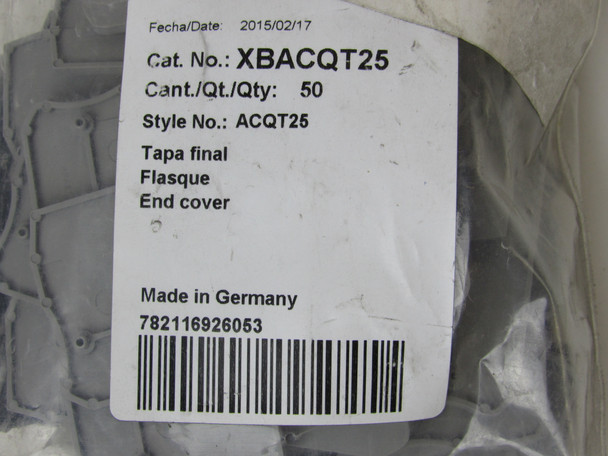 Fecha/Date: 2015/02/17
Cat. No.: XBACQT25
Cant./Qt./Qty: 50
Style No.: ACQT25
Tapa final
Flasque
End cover
Made in Germany
782116926053